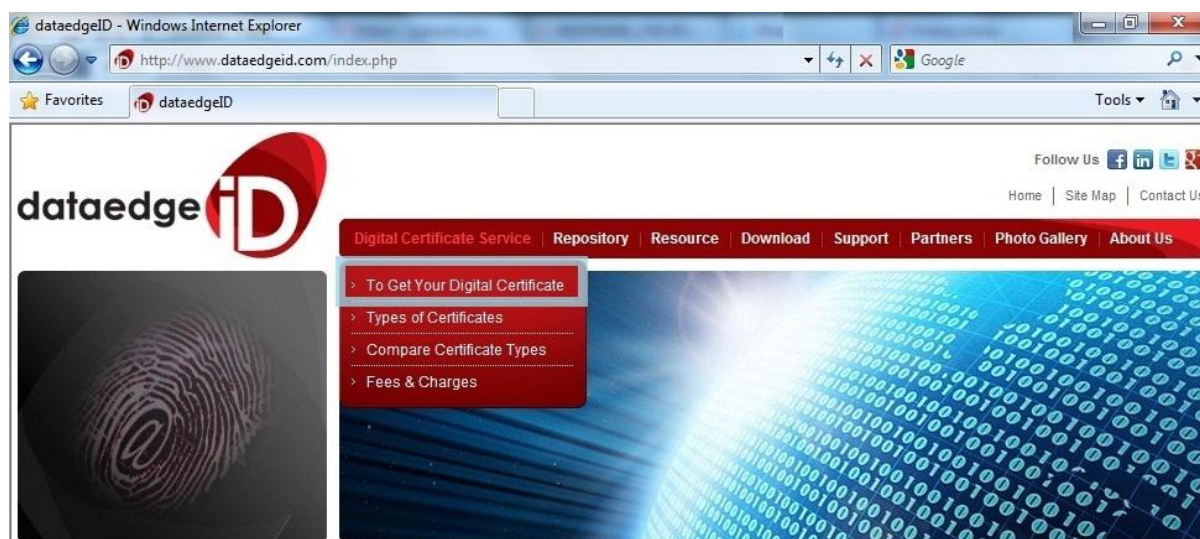 dataedgeID - Windows Internet Explorer
http://www.dataedgeid.com/index.php
Google
Favorites
dataedgeID
Tools
dataedge iD
Follow Us
Home | Site Map | Contact Us
Digital Certificate Service | Repository | Resource | Download | Support | Partners | Photo Gallery | About Us
> To Get Your Digital Certificate
> Types of Certificates
> Compare Certificate Types
> Fees & Charges